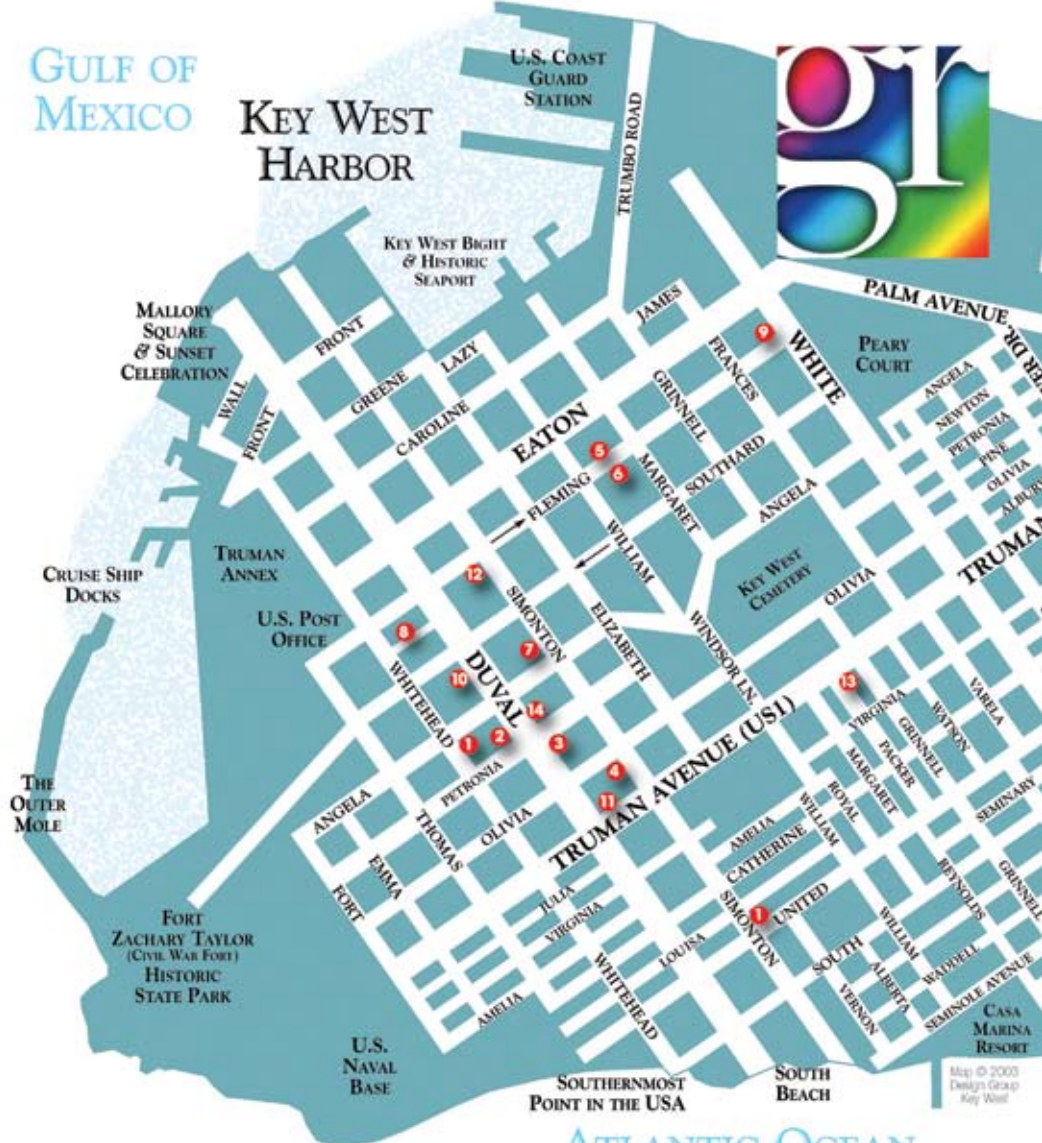 GULF OF
MEXICO
KEY WEST
HARBOR
U.S. COAST
GUARD
STATION
TRUMBO ROAD
gr
KEY WEST BIGHT
& HISTORIC
SEAPORT
MALLORY
SQUARE
& SUNSET
CELEBRATION
WALL
FRONT
FRONT
GREENE
LAZY
CAROLINE
JAMES
EATON
FRANCES
GRINNELL
9
WHITE
PALM AVENUE
PEARY
COURT
ANGELA
NEWTON
PETRONIA
PINE
OLIVIA
TRUMAN
5
6
FLEMING
MARGARET
SOUTHARD
ANGELA
WILLIAM
KEY WEST
CEMETERY
OLIVIA
CRUISE SHIP
DOCKS
TRUMAN
ANNEX
U.S. POST
OFFICE
12
SIMONTON
ELIZABETH
WINDSOR LN.
8
7
WHITEHEAD
10
DUVAL
14
1
2
3
4
11
PETRONIA
TRUMAN AVENUE (US1)
13
VIRGINIA
GRINNELL
WATSON
VARELA
PACKER
MARGARET
ROYAL
WILLIAM
SEMINARY
THE
OUTER
MOLE
ANGELA
THOMAS
OLIVIA
EMMA
FORT
JULIA
VIRGINIA
AMELIA
CATHERINE
SIMONTON
1
UNITED
LOUISA
WHITEHEAD
AMELIA
SOUTH
REYNOLDS
GRINNELL
WILLIAM
WADDELL
ALBERTA
VERNON
SEMINOLE AVENUE
FORT
ZACHARY TAYLOR
(CIVIL WAR FORT)
HISTORIC
STATE PARK
U.S.
NAVAL
BASE
SOUTHERNMOST
POINT IN THE USA
SOUTH
BEACH
CASA
MARINA
RESORT
Map © 2003
Design Group
Key West
ATLANTIC OCEAN